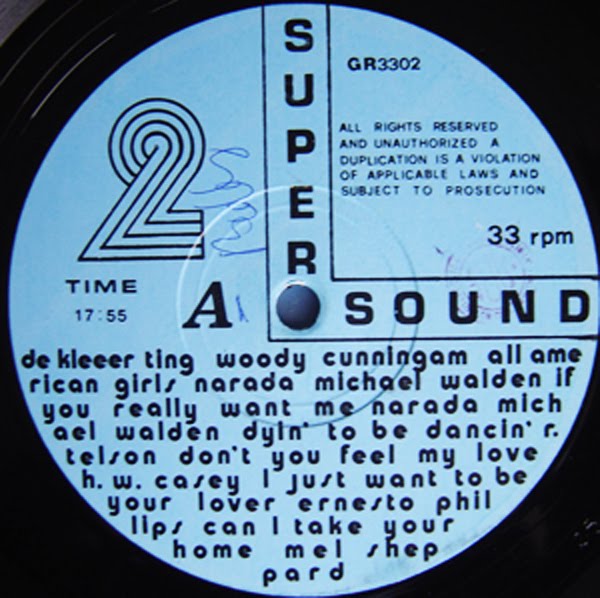 SUPER
SOUND
GR3302
ALL RIGHTS RESERVED
AND UNAUTHORIZED A
DUPLICATION IS A VIOLATION
OF APPLICABLE LAWS AND
SUBJECT TO PROSECUTION
33 rpm
2
TIME
17:55
A
de kleeer ting woody cunningam all ame
rican girls narada michael walden if
you really want me narada mich
ael walden dyin' to be dancin' r.
telson don't you feel my love
h. w. casey I just want to be
your lover ernesto phil
lips can I take your
home mel shep
pard